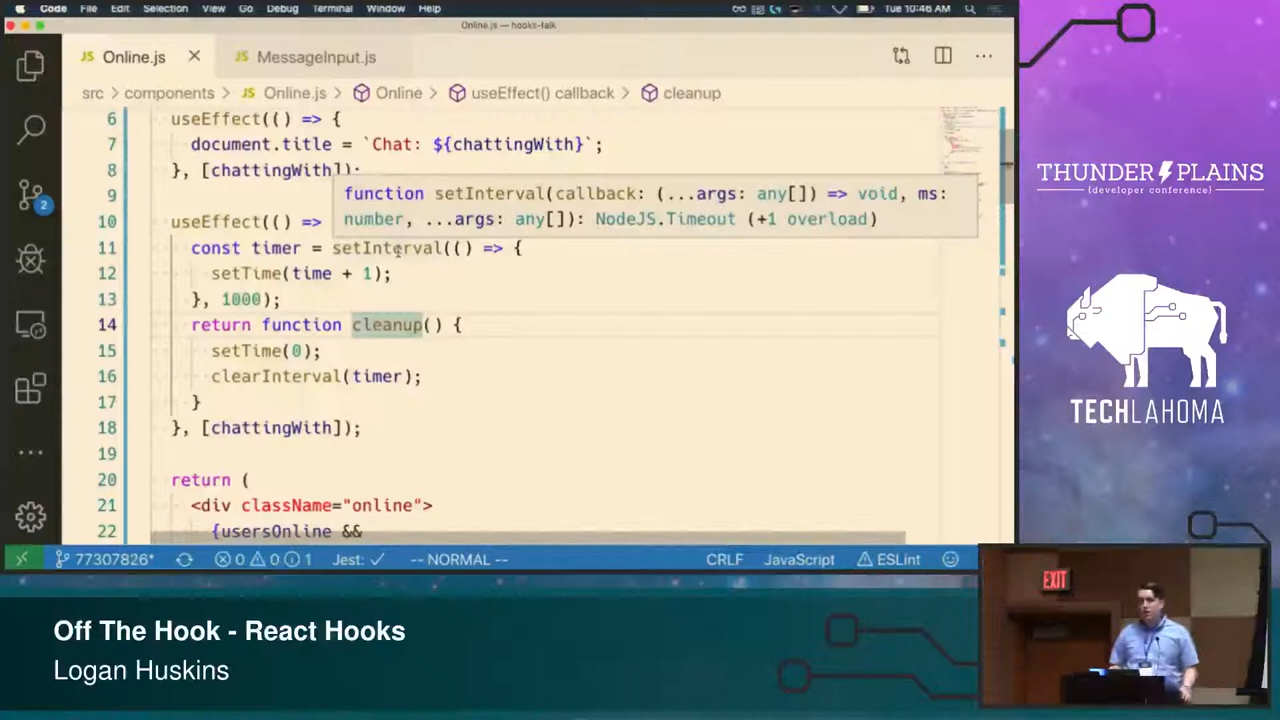 Code File Edit Selection View Go Debug Terminal Window Help Tue 10:46 AM
Online.js — hooks-talk
JS Online.js JS MessageInput.js
src > components > JS Online.js > Online > useEffect() callback > cleanup
6 useEffect(() => {
7 document.title = `Chat: ${chattingWith}`;
8 }, [chattingWith]);
function setInterval(callback: (...args: any[]) => void, ms:
number, ...args: any[]): NodeJS.Timeout (+1 overload)
9
10 useEffect(() =>
11 const timer = setInterval(() => {
12 setTime(time + 1);
13 }, 1000);
14 return function cleanup() {
15 setTime(0);
16 clearInterval(timer);
17 }
18 }, [chattingWith]);
19
20 return (
21 <div className="online">
22 {usersOnline &&
2
77307826* 0 0 1 Jest: ✓ -- NORMAL -- CRLF JavaScript ESLint
THUNDER PLAINS
{developer conference}
TECHLAHOMA
EXIT
Off The Hook - React Hooks
Logan Huskins